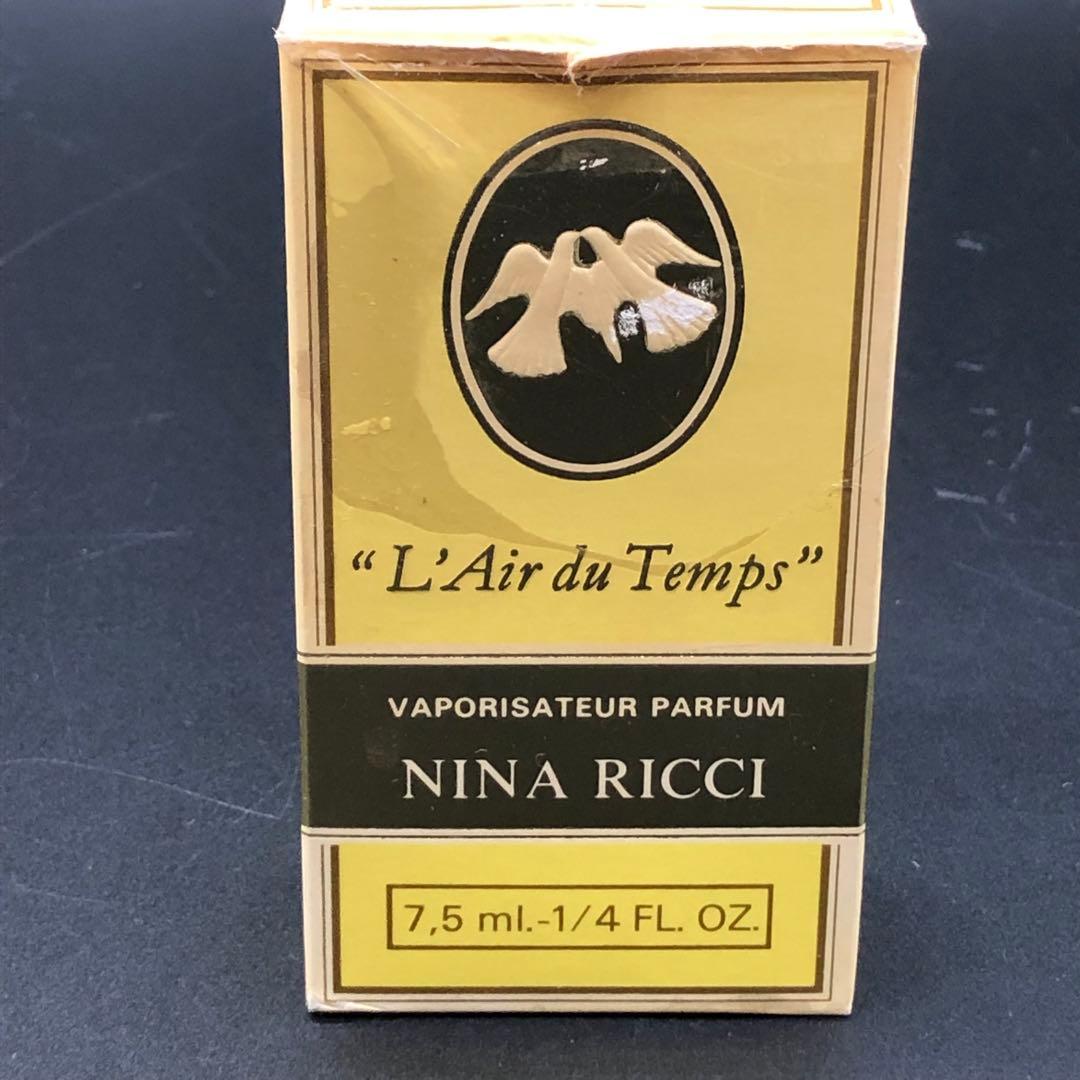 “L’Air du Temps”
VAPORISATEUR PARFUM
NINA RICCI
7,5 ml.-1/4 FL. OZ.